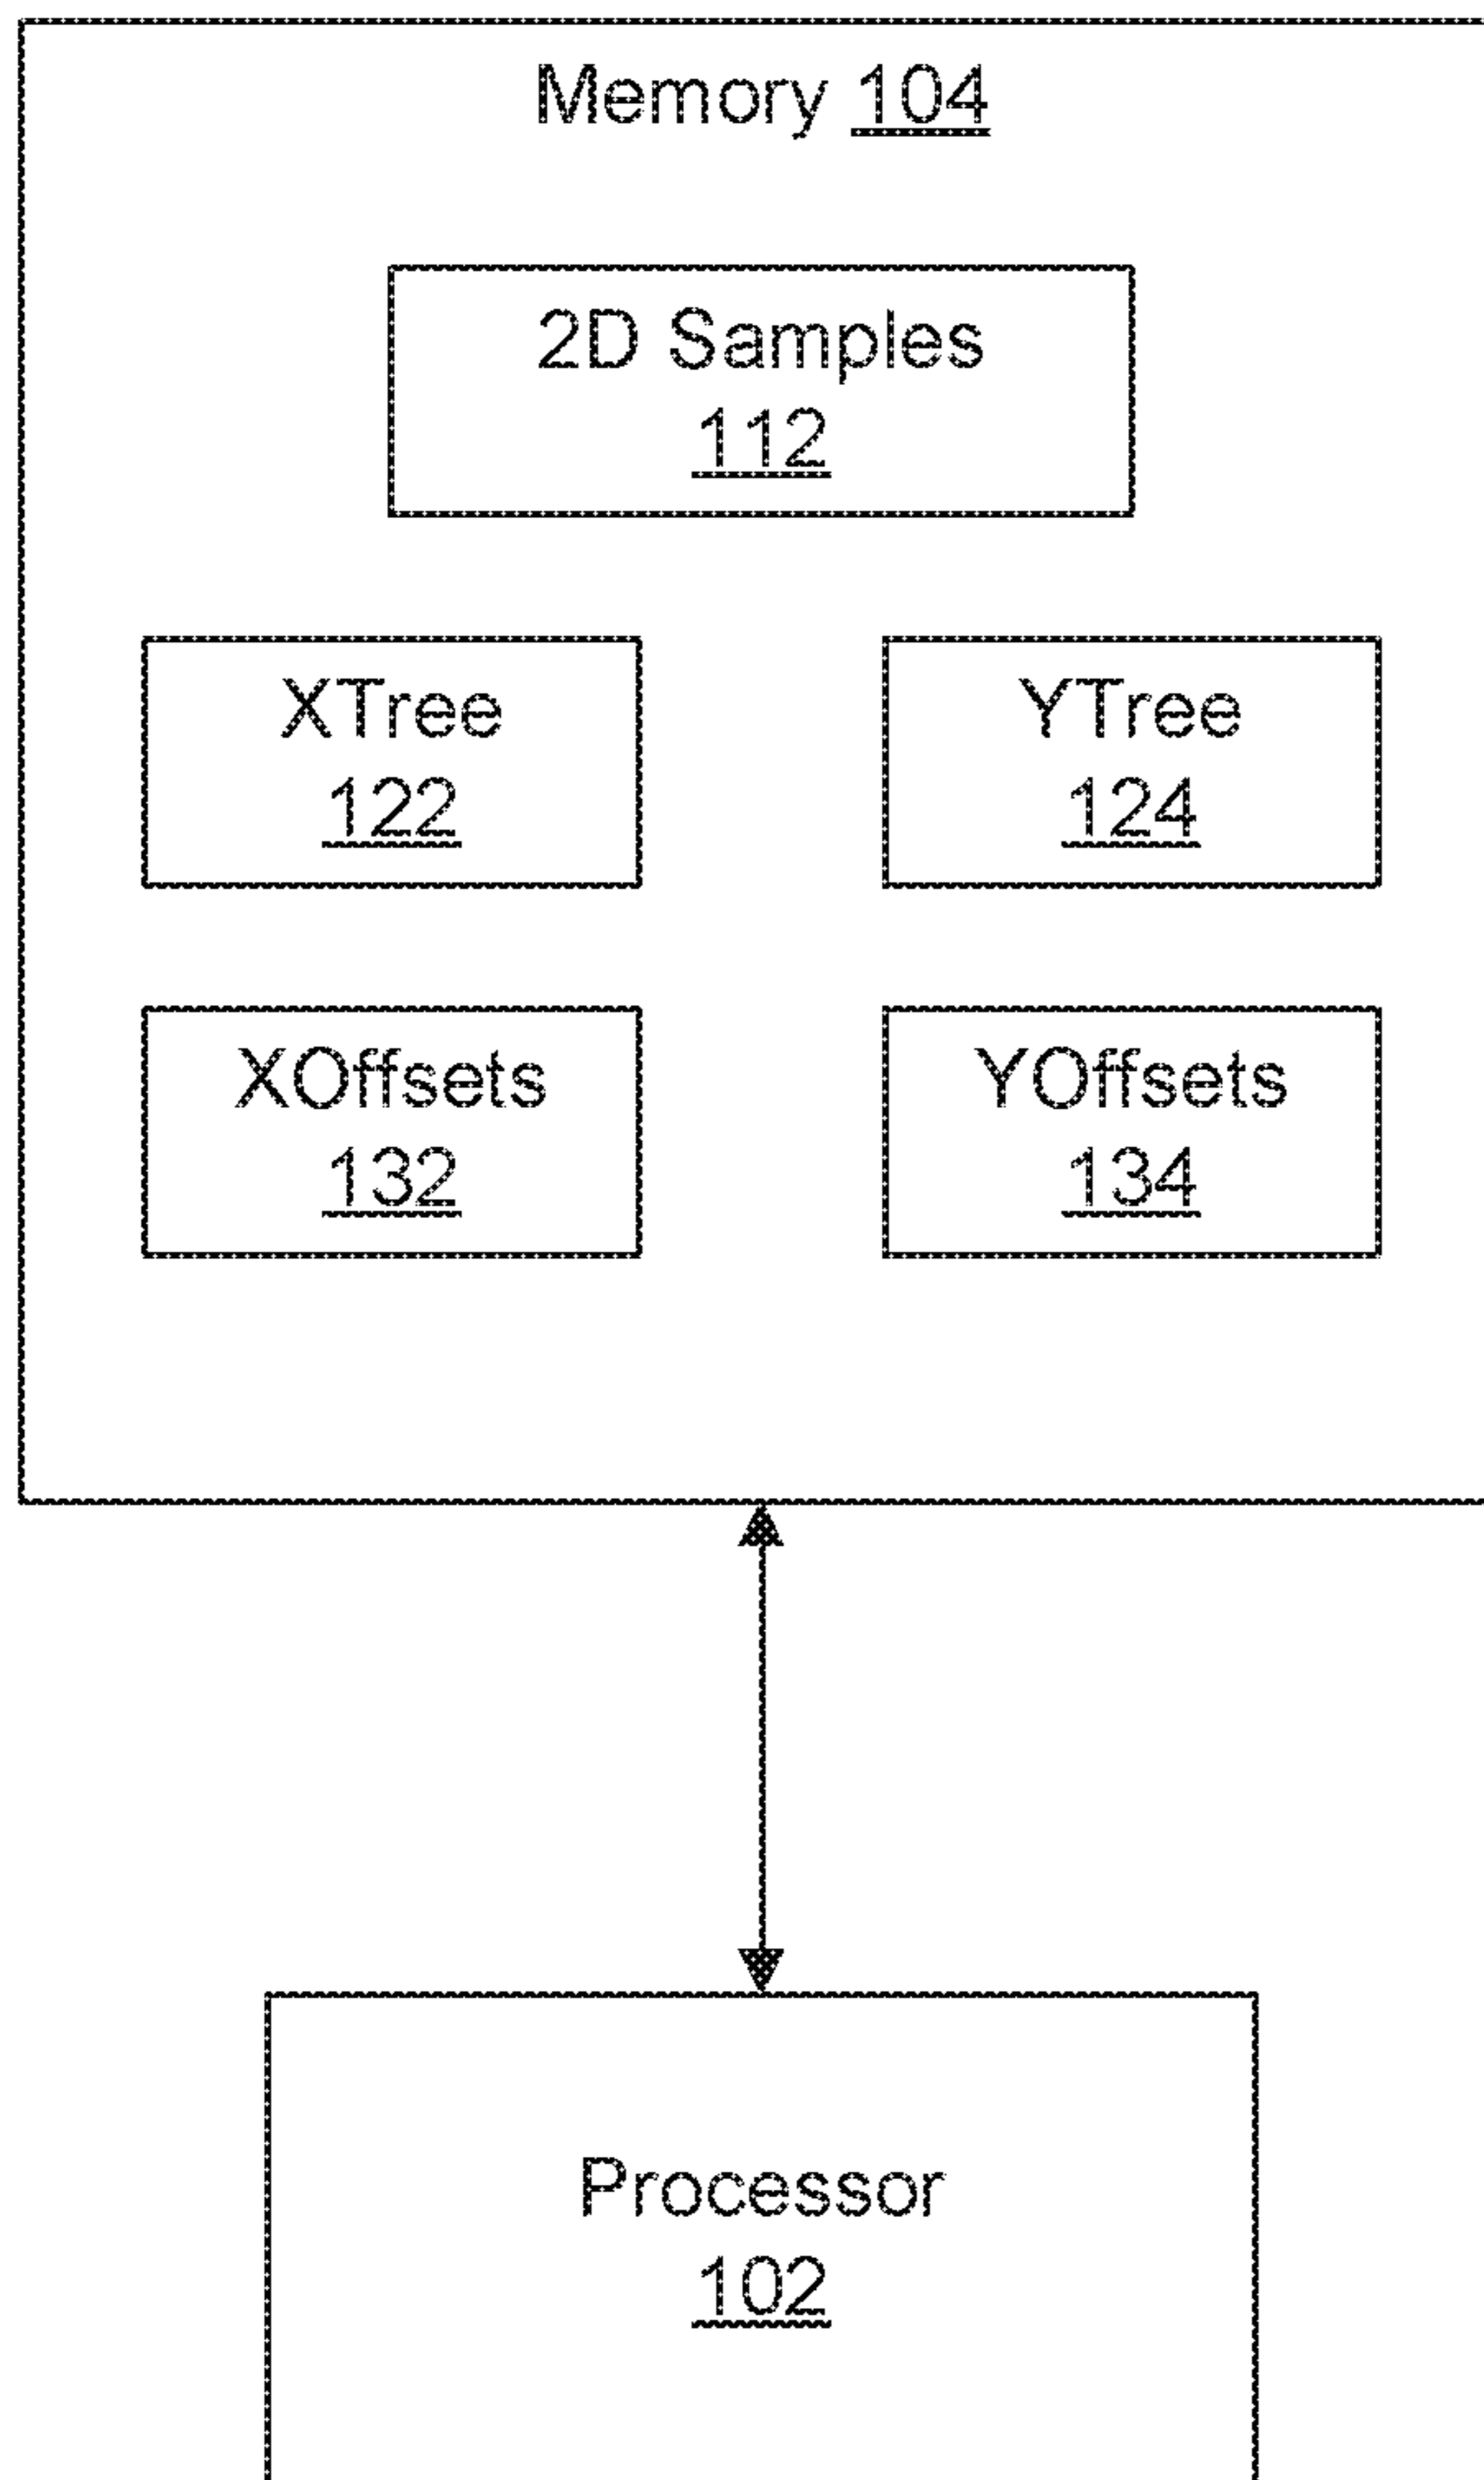 Memory 104
2D Samples
112
XTree
122
YTree
124
XOffsets
132
YOffsets
134
Processor
102